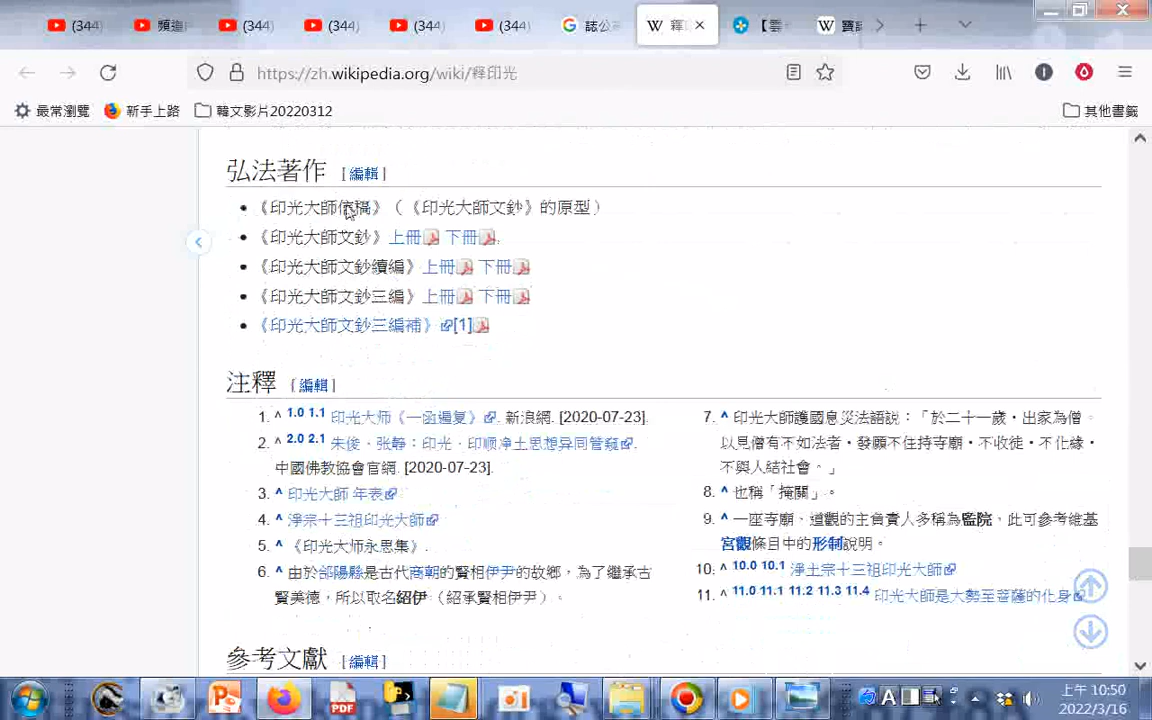 (344)
頻道
(344)
(344)
(344)
(344)
誌公
釋
【雲
寶誌
https://zh.wikipedia.org/wiki/释印光
最常瀏覽
新手上路
韓文影片20220312
其他書籤
弘法著作 [編輯]
《印光大師依稿》（《印光大師文鈔》的原型）
《印光大師文鈔》上冊 下冊.
《印光大師文鈔續編》上冊 下冊
《印光大師文鈔三編》上冊 下冊
《印光大師文鈔三編補》 [1]
注釋 [編輯]
1. ^ 1.0 1.1 印光大师《一函遍复》. 新浪網. [2020-07-23].
2. ^ 2.0 2.1 朱俊・张静：印光・印顺净土思想异同管窥.
中國佛教協會官網. [2020-07-23].
3. ^ 印光大師 年表
4. ^ 淨宗十三祖印光大師
5. ^ 《印光大师永思集》.
6. ^ 由於郃陽縣是古代商朝的賢相伊尹的故鄉，為了繼承古
賢美德，所以取名紹伊（紹承賢相伊尹）。
7. ^ 印光大師護國息災法語説：「於二十一歲，出家為僧。
以見僧有不如法者，發願不住持寺廟，不收徒，不化緣，
不與人結社會。」
8. ^ 也稱「掩關」。
9. ^ 一座寺廟、道觀的主負責人多稱為監院，此可參考維基
宮觀條目中的形制說明。
10. ^ 10.0 10.1 淨土宗十三祖印光大師
11. ^ 11.0 11.1 11.2 11.3 11.4 印光大師是大勢至菩薩的化身
參考文獻 [編輯]
PDF
A
上午 10:50
2022/3/16